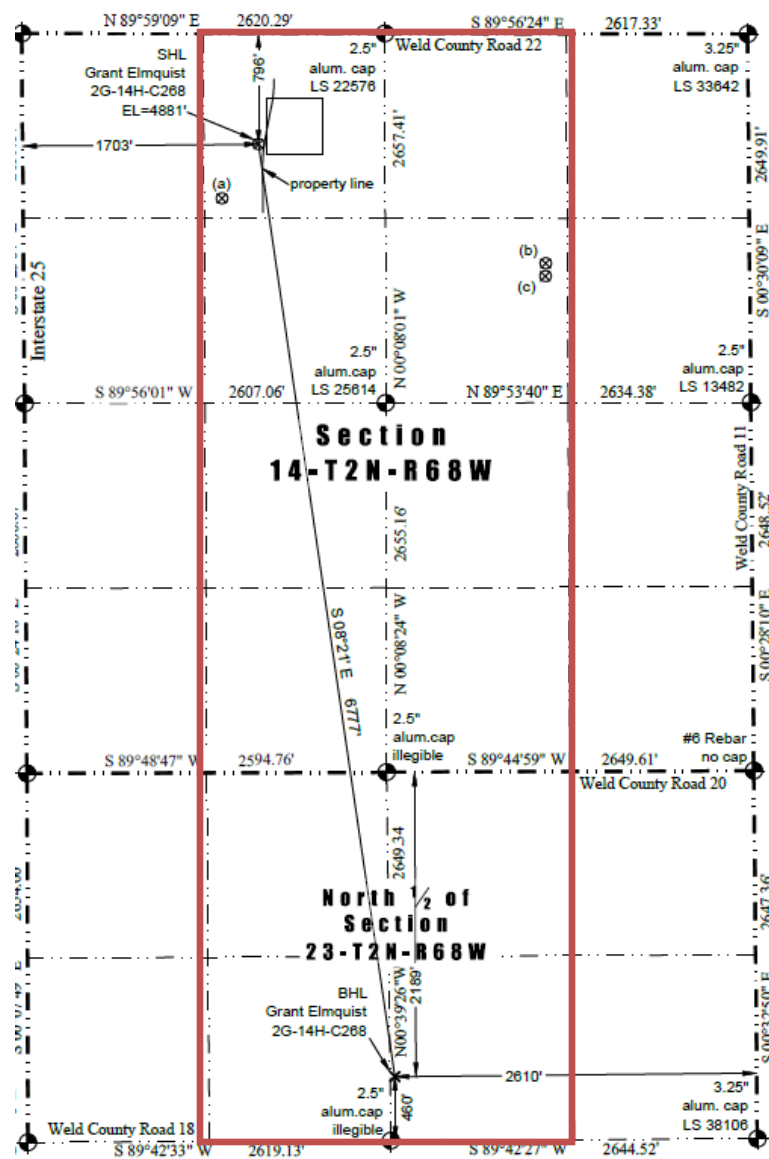 N 89°59'09" E 2620.29' S 89°56'24" E 2617.33'
Weld County Road 22
SHL
Grant Elmquist
2G-14H-C268
EL=4881'
796'
2.5"
alum. cap
LS 22576
3.25"
alum. cap
LS 33642
1703'
2657.41'
2649.91'
property line
(a)
(b)
(c)
S 00°30'09" E
Interstate 25
N 00°08'01" W
2.5"
alum.cap
LS 25614
2.5"
alum.cap
LS 13482
S 89°56'01" W 2607.06' N 89°53'40" E 2634.38'
Section
14-T2N-R68W
Weld County Road 11
2655.16'
2648.52'
S 08°21' E 6777'
N 00°08'24" W
S 00°28'10" E
2.5"
alum.cap
illegible
#6 Rebar
no cap
S 89°48'47" W 2594.76' S 89°44'59" W 2649.61'
Weld County Road 20
2649.34
2647.36'
North ½ of
Section
23-T2N-R68W
N00°39'26"W
2189'
S 00°32'50" E
BHL
Grant Elmquist
2G-14H-C268
2610'
460'
2.5"
alum.cap
illegible
3.25"
alum. cap
LS 38106
Weld County Road 18
S 89°42'33" W 2619.13' S 89°42'27" W 2644.52'